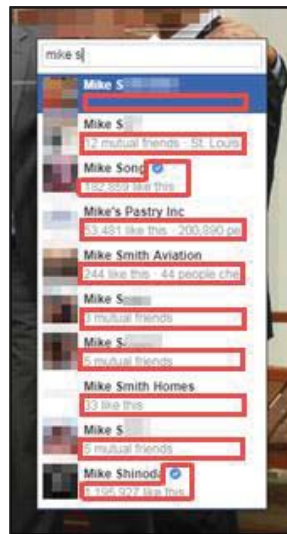 mike s
Mike S
Mike S
12 mutual friends · St. Louis
Mike Song
182,859 like this
Mike's Pastry Inc
53,481 like this · 200,890 pe
Mike Smith Aviation
244 like this · 44 people che
Mike S
3 mutual friends
Mike S
5 mutual friends
Mike Smith Homes
33 like this
Mike S
5 mutual friends
Mike Shinoda
1,195,927 like this